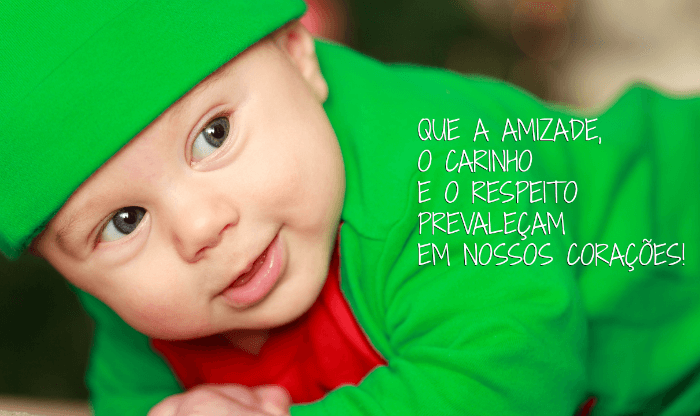 QUE A AMIZADE,
O CARINHO
E O RESPEITO
PREVALEÇAM
EM NOSSOS CORAÇÕES!